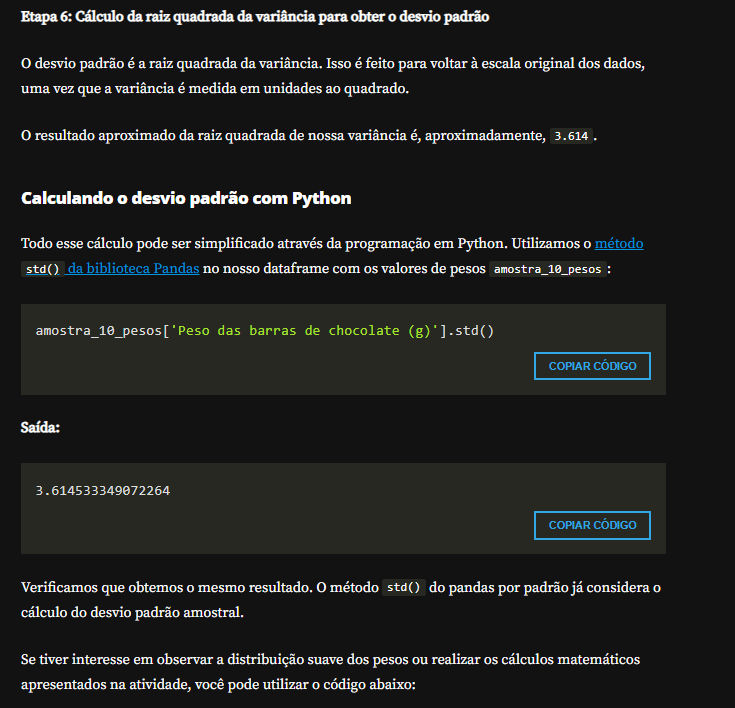 Etapa 6: Cálculo da raiz quadrada da variância para obter o desvio padrão
O desvio padrão é a raiz quadrada da variância. Isso é feito para voltar à escala original dos dados,
uma vez que a variância é medida em unidades ao quadrado.
O resultado aproximado da raiz quadrada de nossa variância é, aproximadamente, 3.614.
Calculando o desvio padrão com Python
Todo esse cálculo pode ser simplificado através da programação em Python. Utilizamos o método
std() da biblioteca Pandas no nosso dataframe com os valores de pesos amostra_10_pesos:
amostra_10_pesos['Peso das barras de chocolate (g)'].std()
COPIAR CÓDIGO
Saída:
3.614533349072264
COPIAR CÓDIGO
Verificamos que obtemos o mesmo resultado. O método std() do pandas por padrão já considera o
cálculo do desvio padrão amostral.
Se tiver interesse em observar a distribuição suave dos pesos ou realizar os cálculos matemáticos
apresentados na atividade, você pode utilizar o código abaixo: